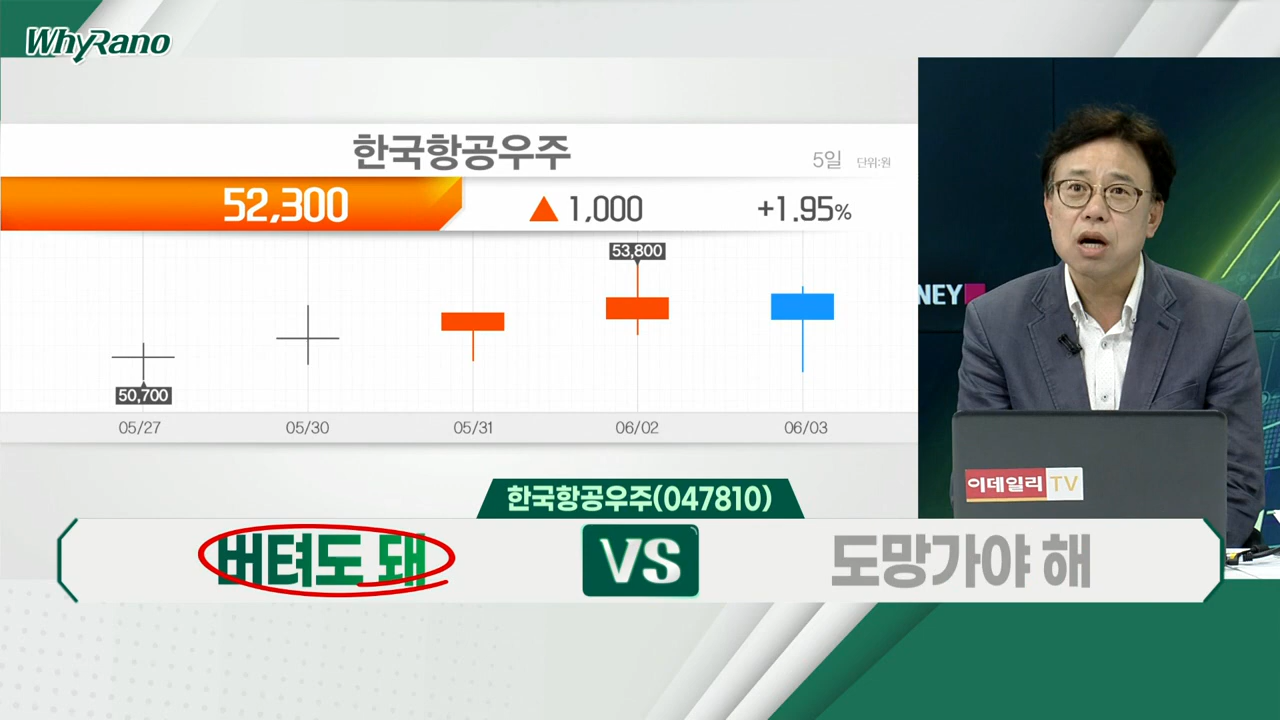 WhyRano
한국항공우주
5일 단위:원
52,300 ▲ 1,000 +1.95%
53,800
50,700
05/27 05/30 05/31 06/02 06/03
NEY
이데일리 TV
한국항공우주(047810)
버텨도 돼 VS 도망가야 해